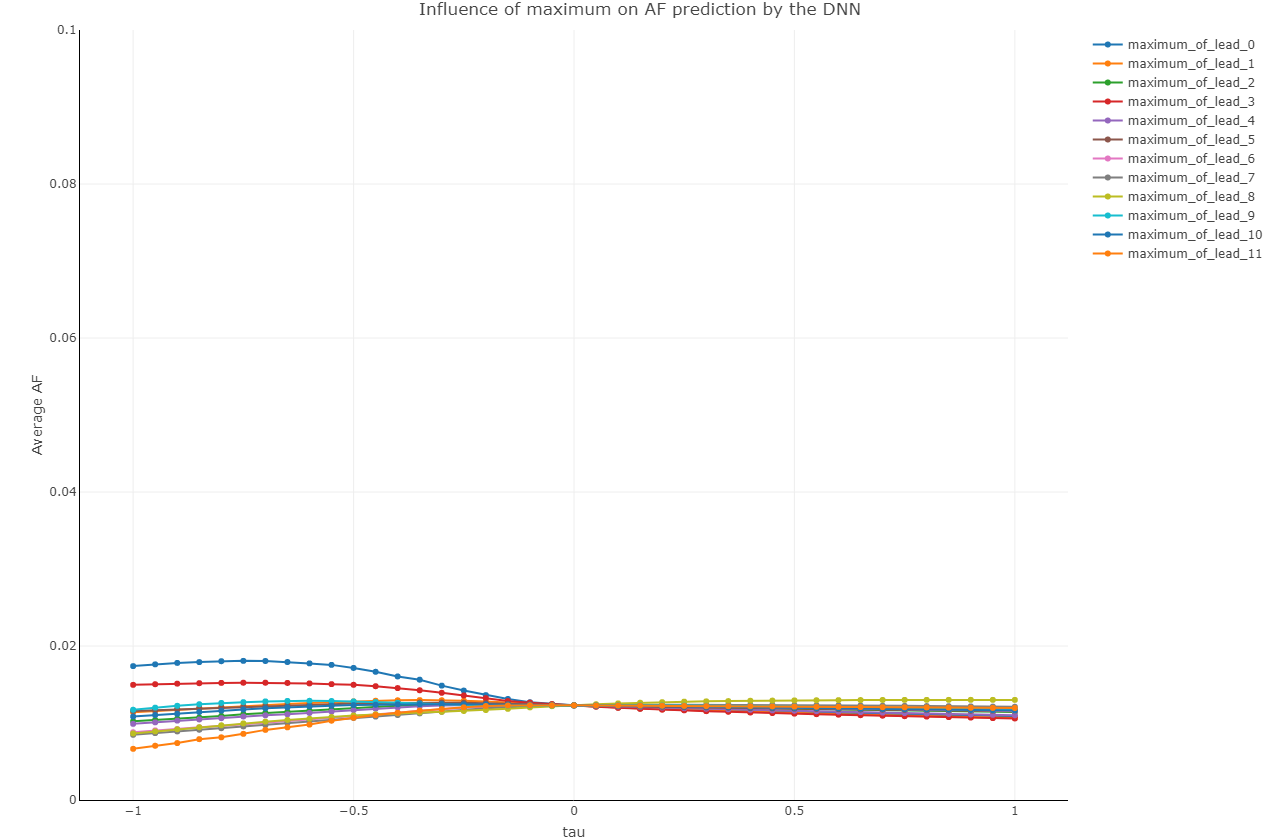 Influence of maximum on AF prediction by the DNN
0.1
0.08
0.06
0.04
0.02
0
Average AF
−1
−0.5
0
0.5
1
tau
maximum_of_lead_0
maximum_of_lead_1
maximum_of_lead_2
maximum_of_lead_3
maximum_of_lead_4
maximum_of_lead_5
maximum_of_lead_6
maximum_of_lead_7
maximum_of_lead_8
maximum_of_lead_9
maximum_of_lead_10
maximum_of_lead_11